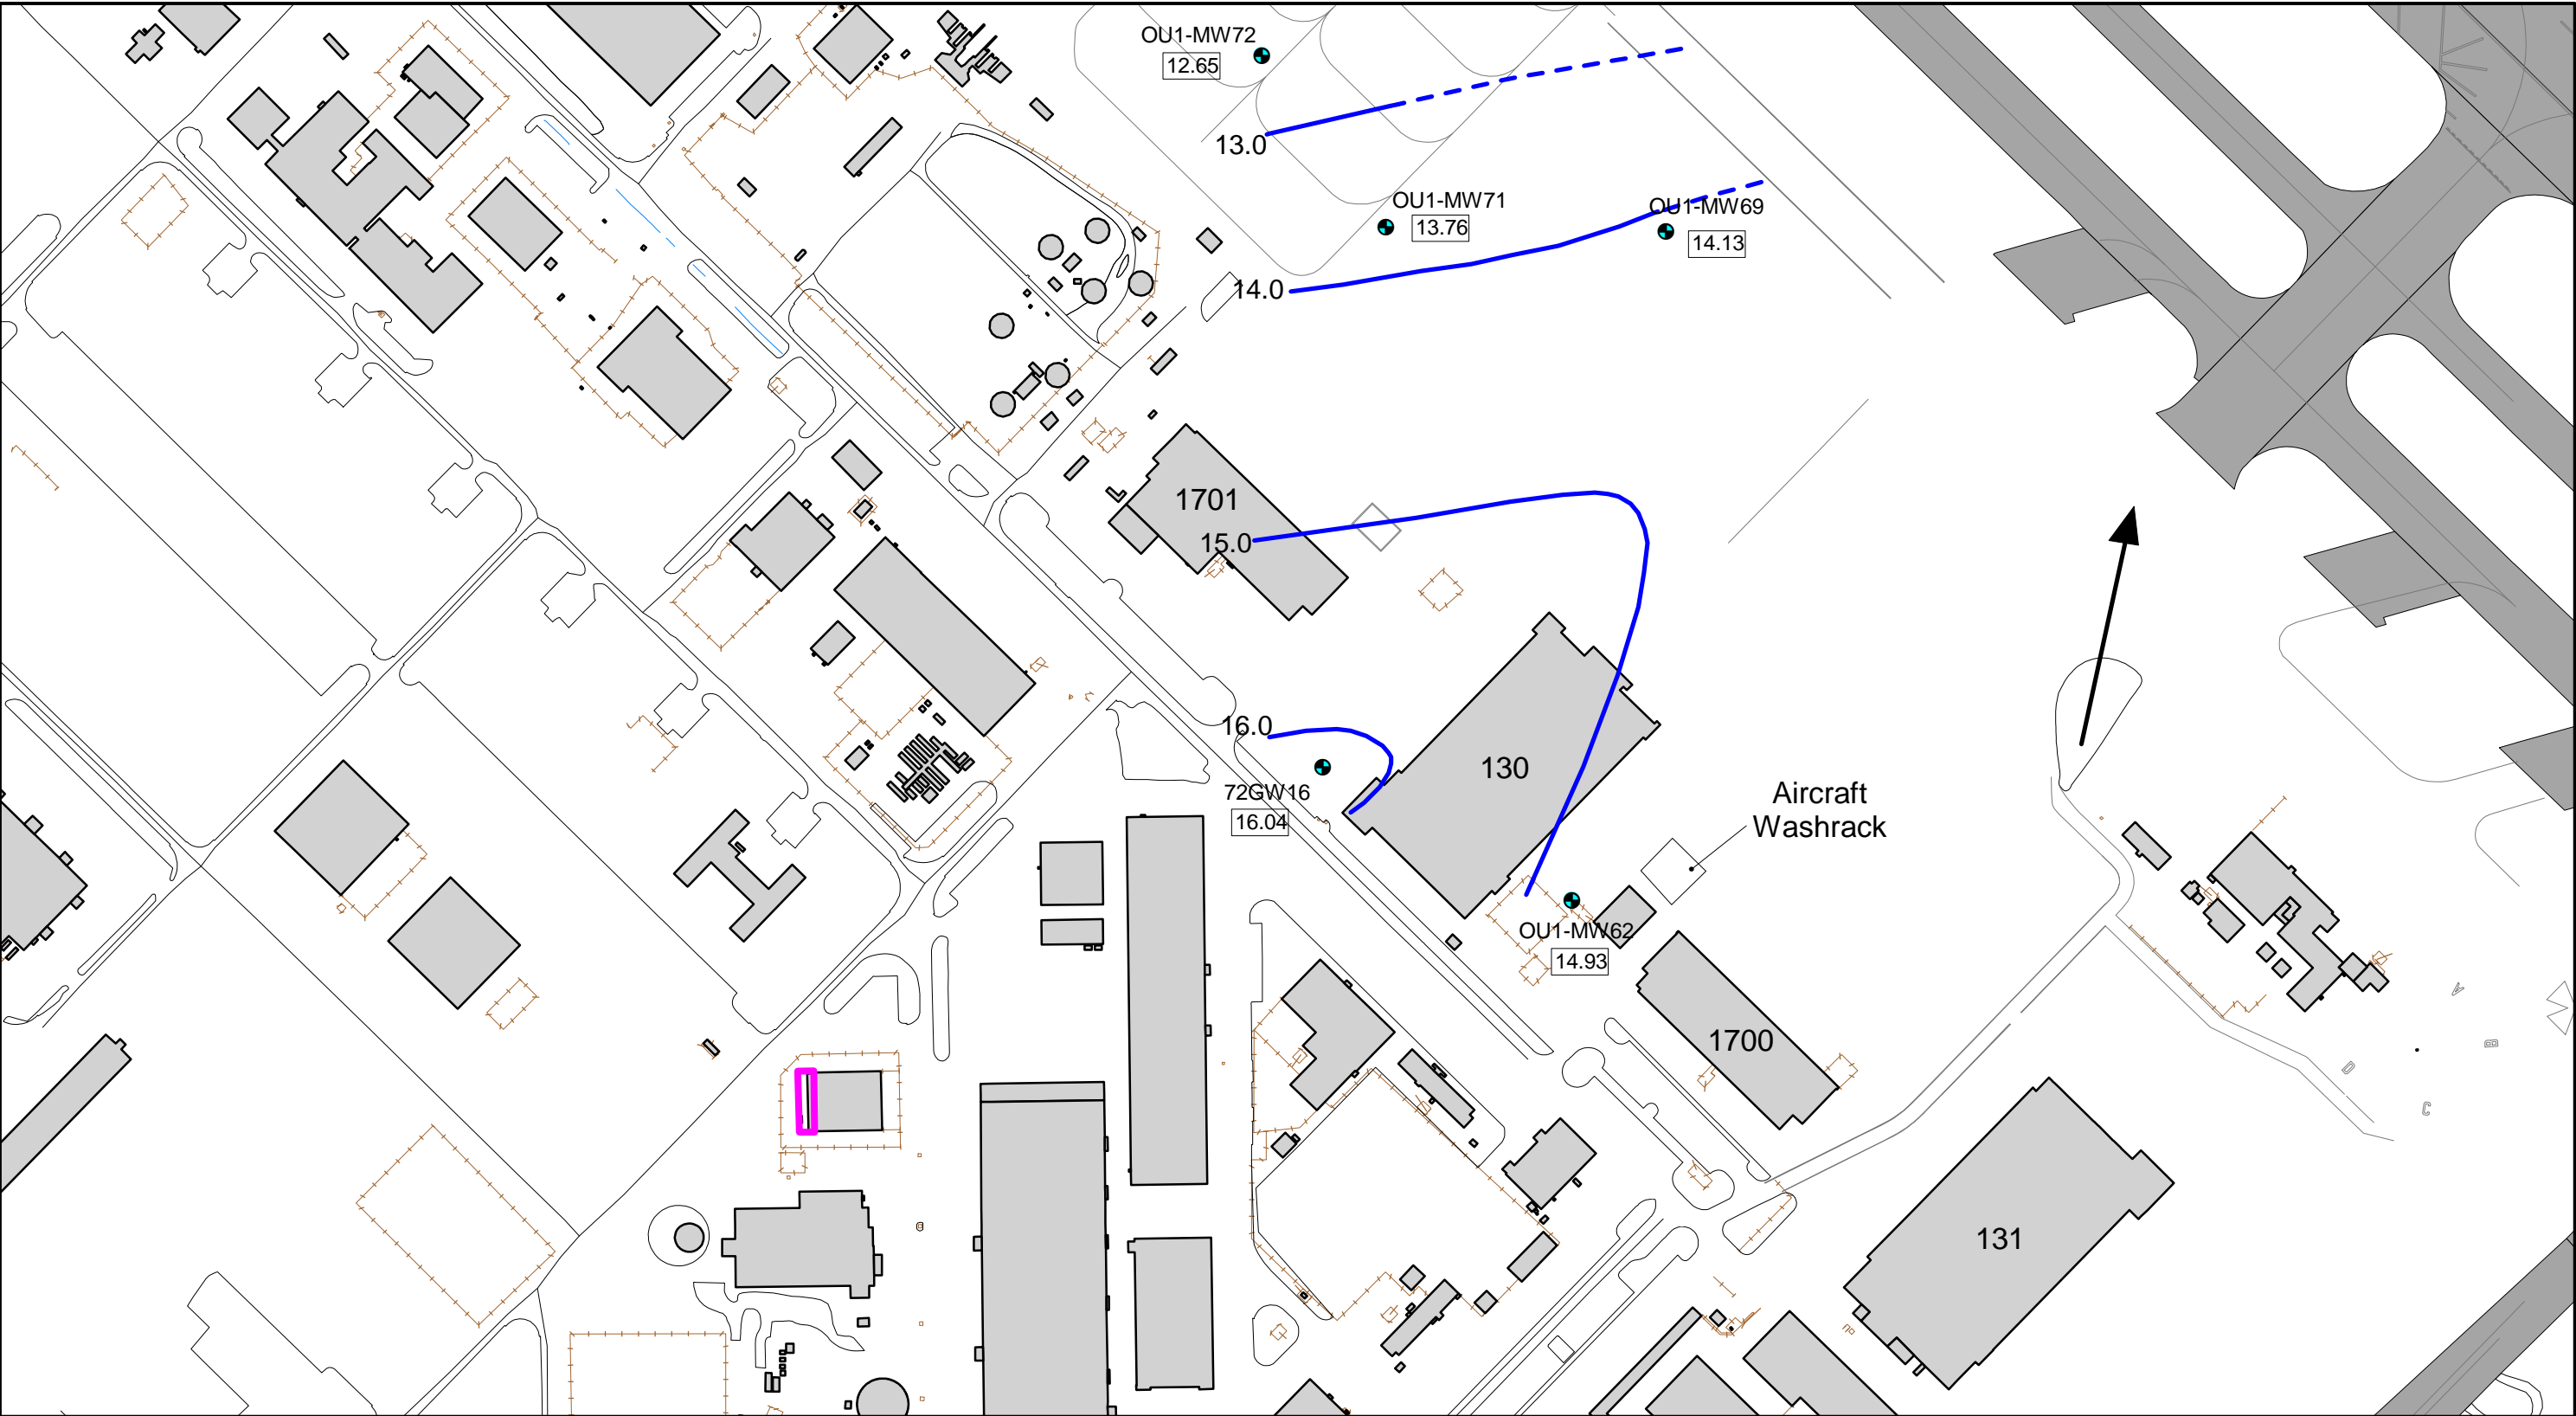 OU1-MW72
12.65
13.0
OU1-MW71
13.76
OU1-MW69
14.13
14.0
1701
15.0
16.0
72GW16
16.04
130
Aircraft
Washrack
OU1-MW62
14.93
1700
131
A
B
C
D